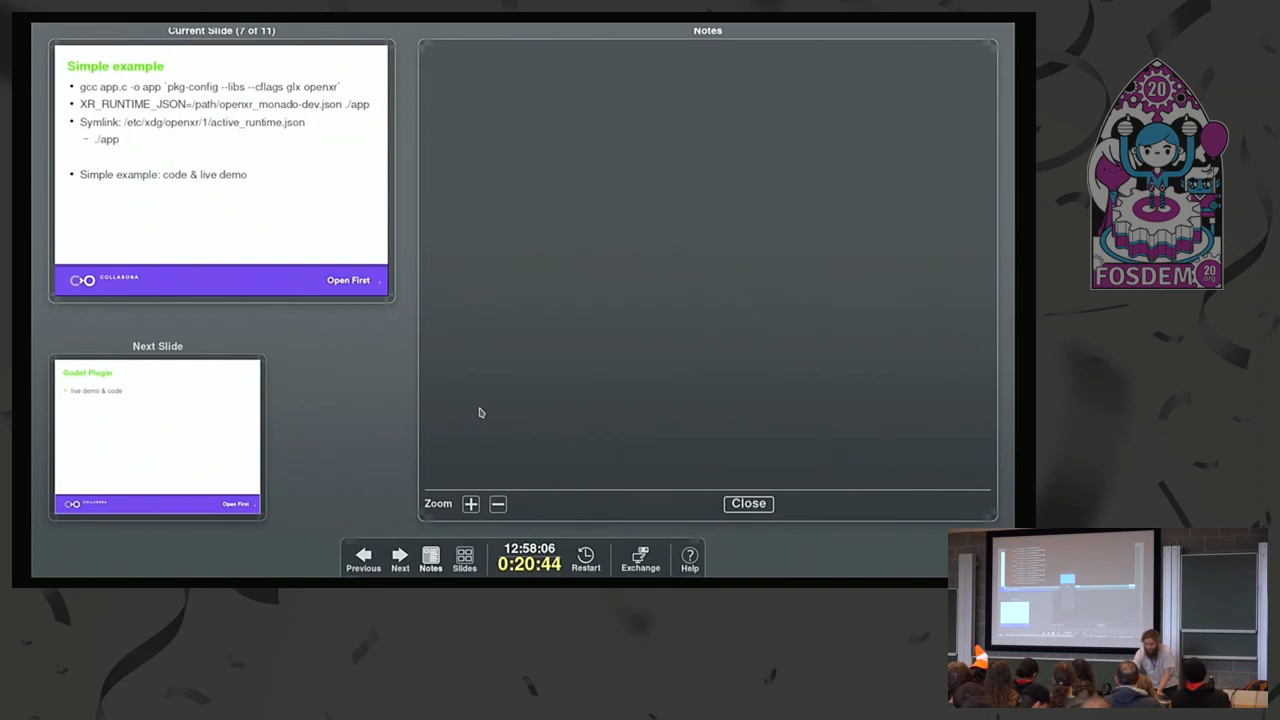 Current Slide (7 of 11)
Simple example
• gcc app.c -o app `pkg-config --libs --cflags glx openxr`
• XR_RUNTIME_JSON=/path/openxr_monado-dev.json ./app
• Symlink: /etc/xdg/openxr/1/active_runtime.json
– ./app
• Simple example: code & live demo
COLLABORA
Open First
Next Slide
Godot Plugin
• live demo & code
COLLABORA
Open First
Notes
Zoom
Close
Previous
Next
Notes
Slides
12:58:06
0:20:44
Restart
Exchange
Help
20
FOSDEM
20
org